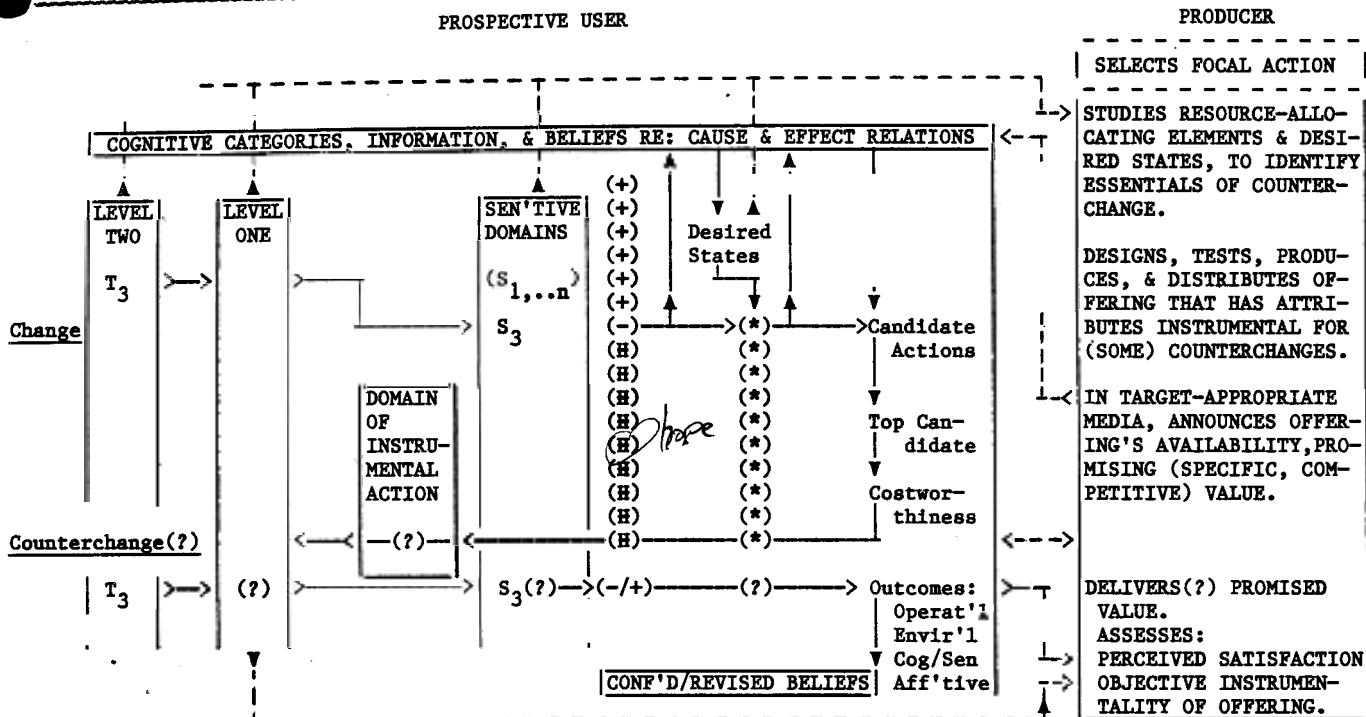 PROSPECTIVE USER
PRODUCER
SELECTS FOCAL ACTION
COGNITIVE CATEGORIES, INFORMATION, & BELIEFS RE: CAUSE & EFFECT RELATIONS
STUDIES RESOURCE-ALLO-
CATING ELEMENTS & DESI-
RED STATES, TO IDENTIFY
ESSENTIALS OF COUNTER-
CHANGE.
DESIGNS, TESTS, PRODU-
CES, & DISTRIBUTES OF-
FERING THAT HAS ATTRI-
BUTES INSTRUMENTAL FOR
(SOME) COUNTERCHANGES.
IN TARGET-APPROPRIATE
MEDIA, ANNOUNCES OFFER-
ING'S AVAILABILITY,PRO-
MISING (SPECIFIC, COM-
PETITIVE) VALUE.
DELIVERS(?) PROMISED
VALUE.
ASSESSES:
PERCEIVED SATISFACTION
OBJECTIVE INSTRUMEN-
TALITY OF OFFERING.
LEVEL
TWO
T3
LEVEL
ONE
SEN'TIVE
DOMAINS
(S1,..n)
S3
(+)
(+)
(+)
(+)
(+)
(+)
(-)
(H)
(H)
(H)
(H)
(H)
(H)
(H)
(H)
(H)
hope
Desired
States
(*)
(*)
(*)
(*)
(*)
(*)
(*)
(*)
(*)
(*)
Candidate
Actions
Top Can-
didate
Costwor-
thiness
Change
DOMAIN
OF
INSTRU-
MENTAL
ACTION
(?)
Counterchange(?)
T3
(?)
S3(?)
(-/+)
(?)
Outcomes:
Operat'l
Envir'l
Cog/Sen
Aff'tive
CONF'D/REVISED BELIEFS